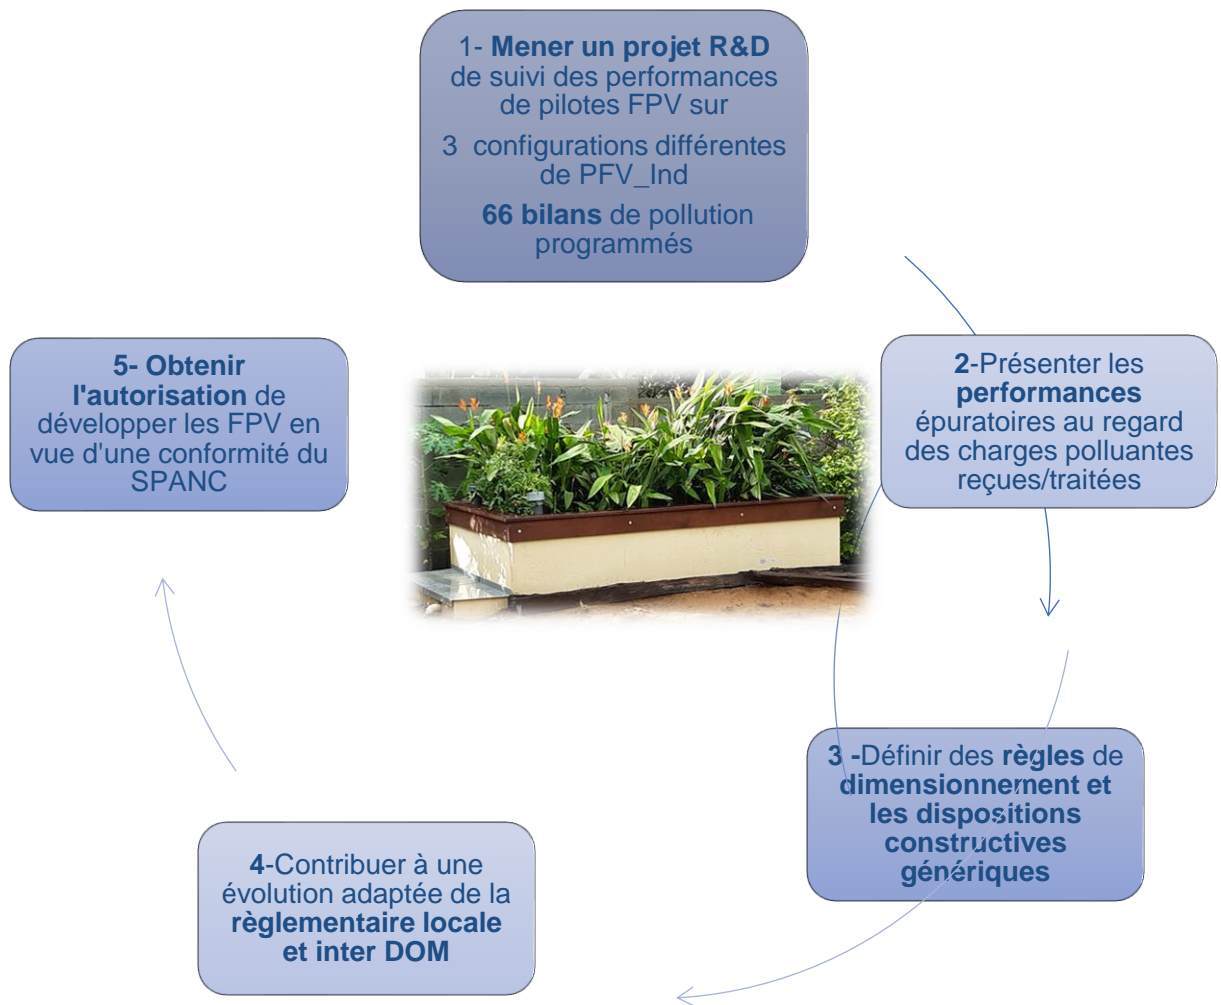 1- Mener un projet R&D
de suivi des performances
de pilotes FPV sur
3 configurations différentes
de PFV_Ind
66 bilans de pollution
programmés
2-Présenter les
performances
épuratoires au regard
des charges polluantes
reçues/traitées
3 -Définir des règles de
dimensionnement et
les dispositions
constructives
génériques
4-Contribuer à une
évolution adaptée de la
règlementaire locale
et inter DOM
5- Obtenir
l'autorisation de
développer les FPV en
vue d'une conformité du
SPANC